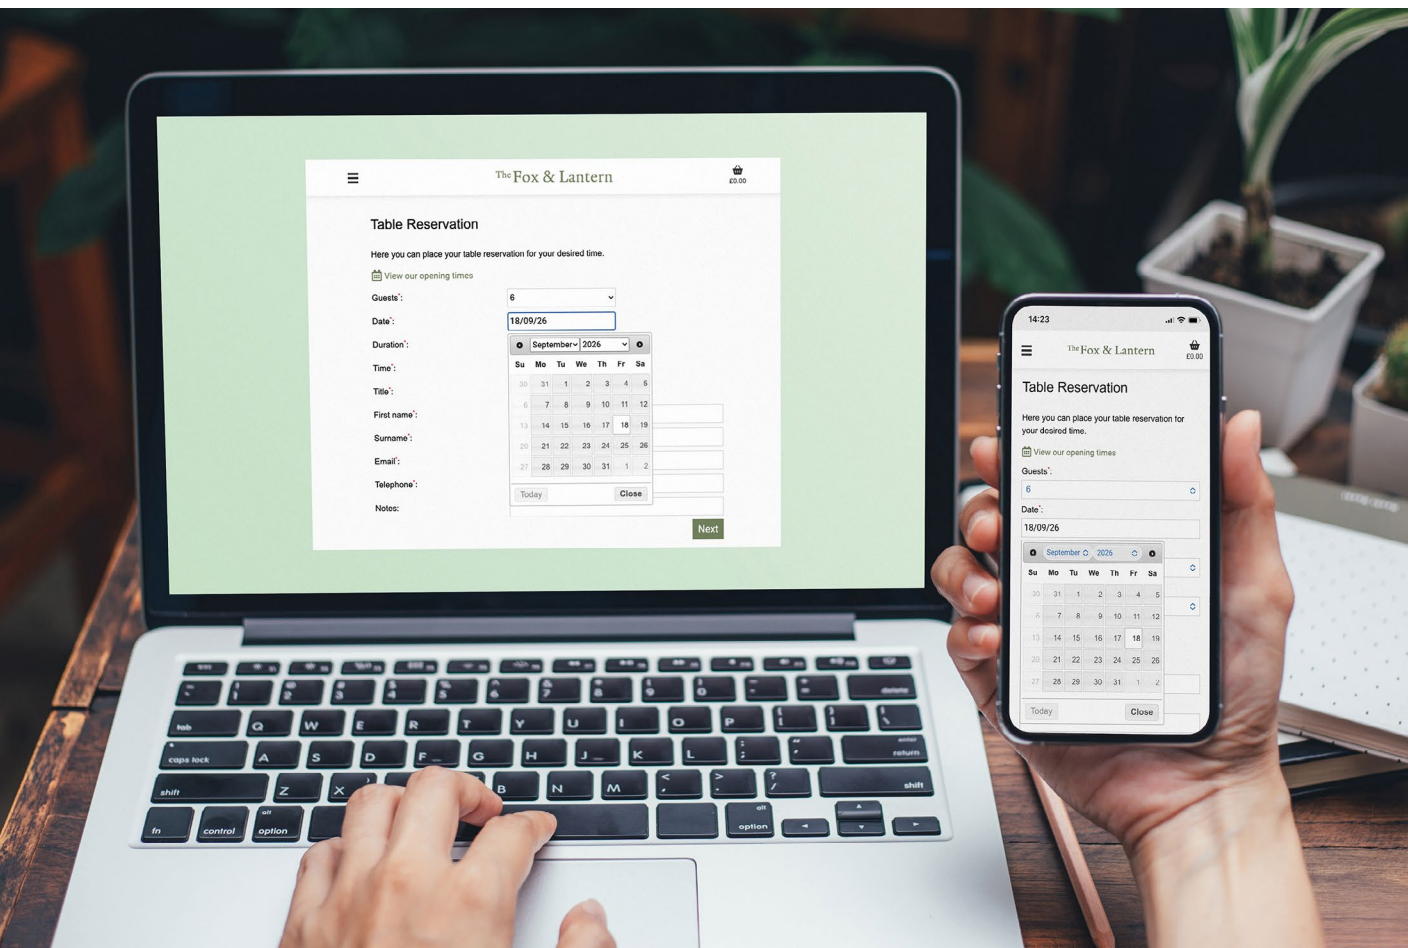 The Fox & Lantern
£0.00
Table Reservation
Here you can place your table reservation for your desired time.
View our opening times
Guests*: 6
Date*: 18/09/26
Duration*: September 2026
Su Mo Tu We Th Fr Sa
Time*:
30 31 1 2 3 4 5
Title*:
6 7 8 9 10 11 12
First name*:
13 14 15 16 17 18 19
Surname*:
20 21 22 23 24 25 26
Email*:
27 28 29 30 31 1 2
Telephone*:
Today Close
Notes:
Next
14:23
The Fox & Lantern
£0.00
Table Reservation
Here you can place your table reservation for
your desired time.
View our opening times
Guests*:
6
Date*:
18/09/26
September 2026
Su Mo Tu We Th Fr Sa
30 31 1 2 3 4 5
6 7 8 9 10 11 12
13 14 15 16 17 18 19
20 21 22 23 24 25 26
27 28 29 30 31 1 2
Today Close
delete
tab Q W E R T Y U I O P
caps lock A S D F G H J K L ; enter return
shift Z X B N M < , > . ? / shift
fn control alt option alt option